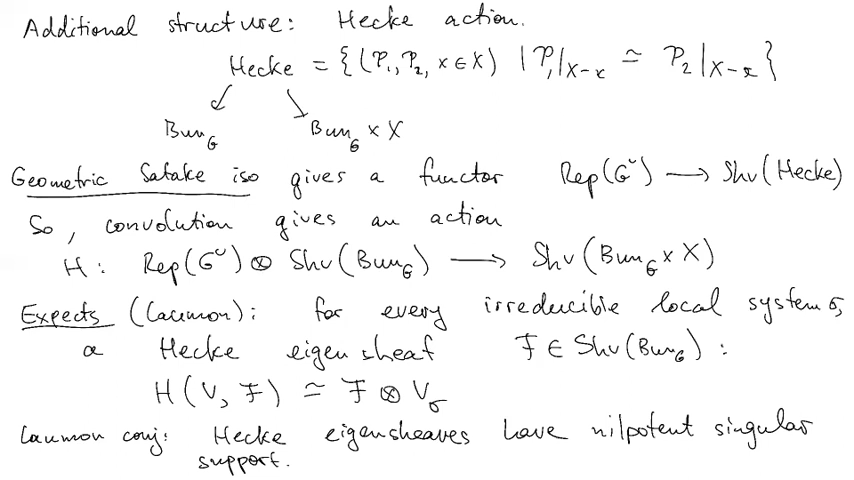 Additional structure: Hecke action.
Hecke = {(P₁, P₂, x ∈ X) | P₁|_{X-x} ≃ P₂|_{X-x}}
↙ ↘
Bun_G Bun_G × X
Geometric Satake iso gives a functor Rep(Gˇ) ⟶ Shv(Hecke)
So, convolution gives an action
H: Rep(Gˇ) ⊗ Shv(Bun_G) ⟶ Shv(Bun_G × X)
Expects (Laumon): for every irreducible local system σ,
a Hecke eigensheaf F ∈ Shv(Bun_G):
H(V, F) ≃ F ⊠ V_σ
Laumon conj: Hecke eigensheaves have nilpotent singular
support.